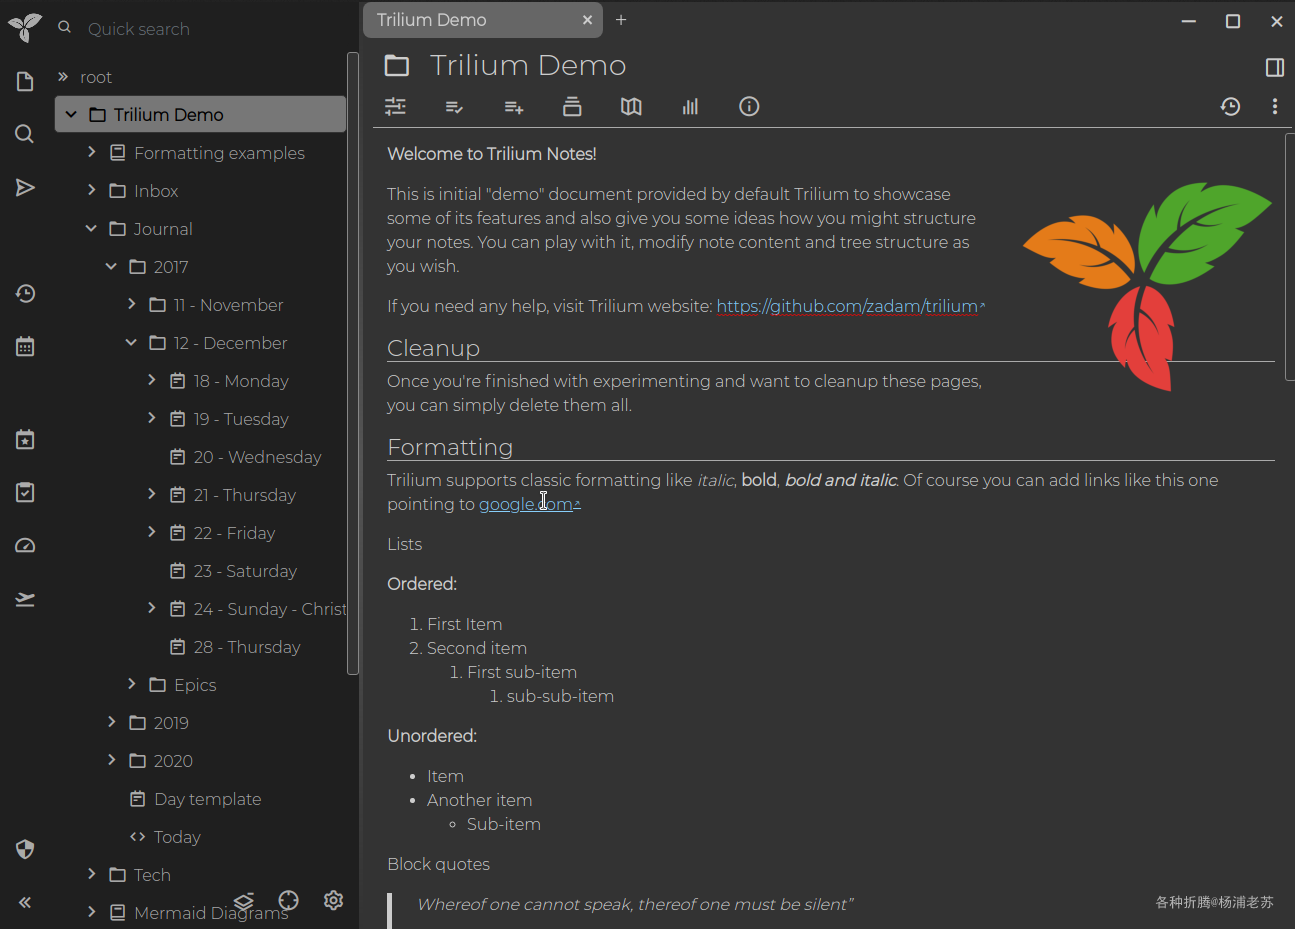 Quick search
root
Trilium Demo
Formatting examples
Inbox
Journal
2017
11 - November
12 - December
18 - Monday
19 - Tuesday
20 - Wednesday
21 - Thursday
22 - Friday
23 - Saturday
24 - Sunday - Christ
28 - Thursday
Epics
2019
2020
Day template
Today
Tech
Mermaid Diagrams
Trilium Demo
Trilium Demo
Welcome to Trilium Notes!
This is initial "demo" document provided by default Trilium to showcase
some of its features and also give you some ideas how you might structure
your notes. You can play with it, modify note content and tree structure as
you wish.
If you need any help, visit Trilium website: https://github.com/zadam/trilium
Cleanup
Once you're finished with experimenting and want to cleanup these pages,
you can simply delete them all.
Formatting
Trilium supports classic formatting like italic, bold, bold and italic. Of course you can add links like this one
pointing to google.com
Lists
Ordered:
1. First Item
2. Second item
1. First sub-item
1. sub-sub-item
Unordered:
• Item
• Another item
◦ Sub-item
Block quotes
Whereof one cannot speak, thereof one must be silent”
各种折腾@杨浦老苏